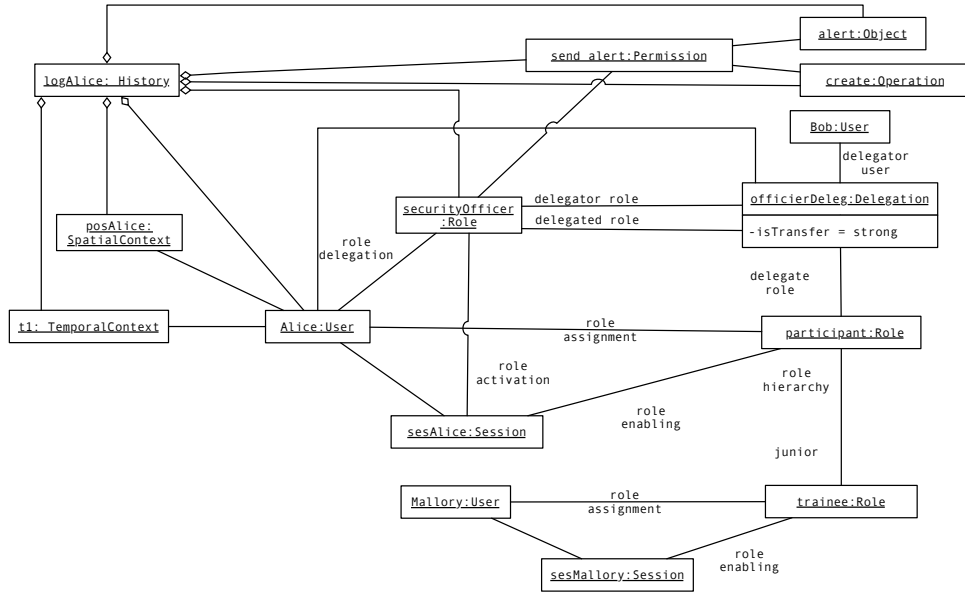 alert:Object
send alert:Permission
logAlice: History
create:Operation
Bob:User
delegator
user
officierDeleg:Delegation
-isTransfer = strong
securityOfficer
:Role
delegator role
delegated role
posAlice:
SpatialContext
role
delegation
delegate
role
t1: TemporalContext
Alice:User
role
assignment
participant:Role
role
activation
role
hierarchy
role
enabling
sesAlice:Session
junior
Mallory:User
role
assignment
trainee:Role
role
enabling
sesMallory:Session